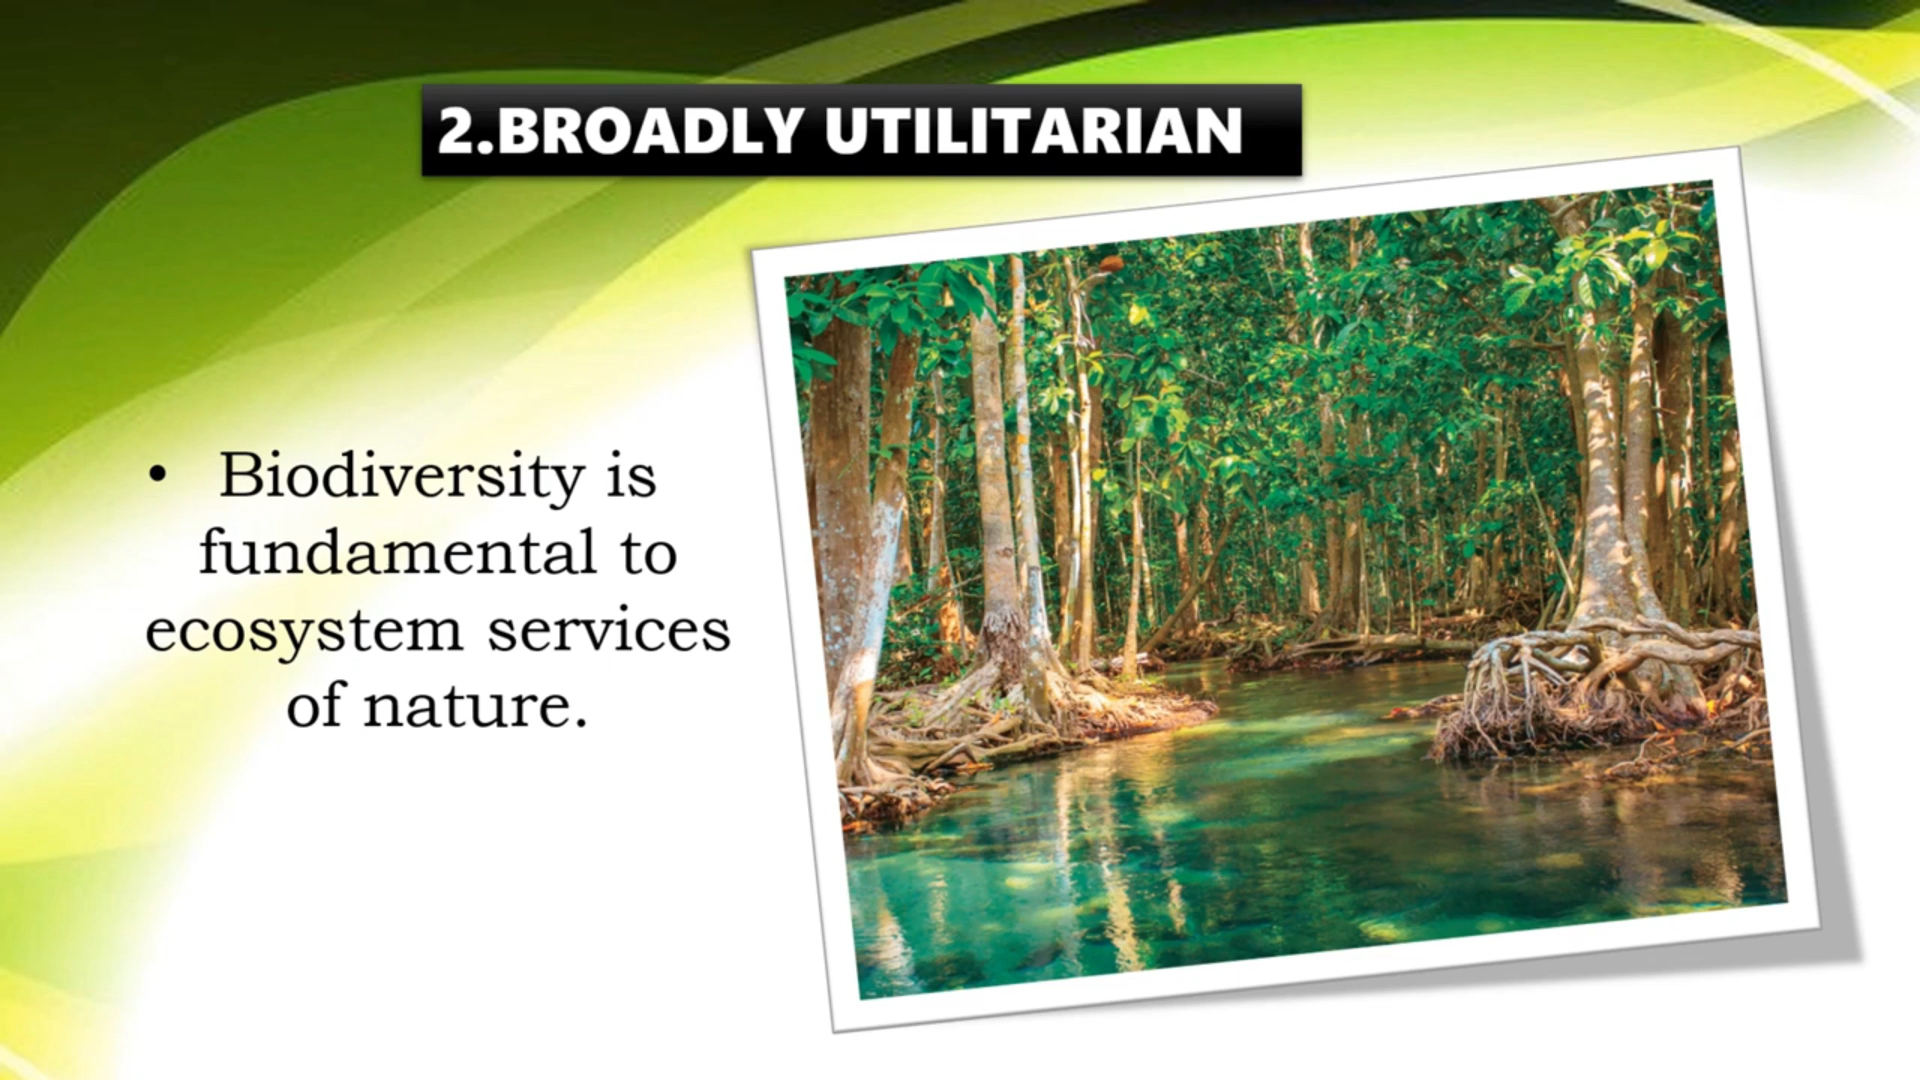 2.BROADLY UTILITARIAN
• Biodiversity is
fundamental to
ecosystem services
of nature.